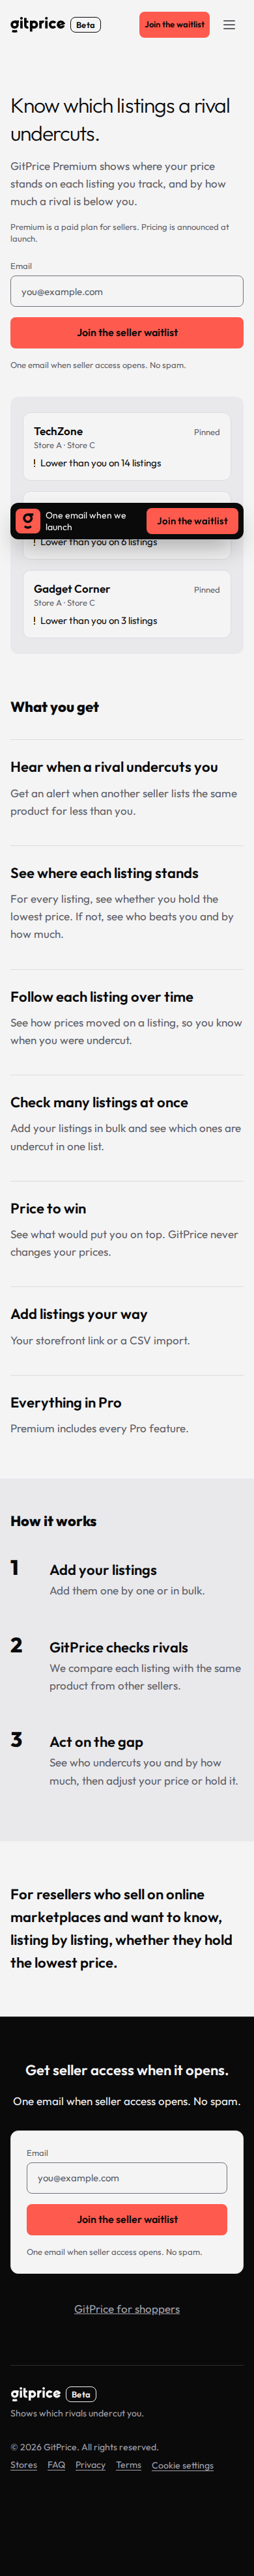 gitprice Beta Join the waitlist
Know which listings a rival
undercuts.
GitPrice Premium shows where your price
stands on each listing you track, and by how
much a rival is below you.
Premium is a paid plan for sellers. Pricing is announced at
launch.
Email
you@example.com
Join the seller waitlist
One email when seller access opens. No spam.
TechZone Pinned
Store A · Store C
! Lower than you on 14 listings
One email when we
launch
Join the waitlist
! Lower than you on 6 listings
Gadget Corner Pinned
Store A · Store C
! Lower than you on 3 listings
What you get
Hear when a rival undercuts you
Get an alert when another seller lists the same
product for less than you.
See where each listing stands
For every listing, see whether you hold the
lowest price. If not, see who beats you and by
how much.
Follow each listing over time
See how prices moved on a listing, so you know
when you were undercut.
Check many listings at once
Add your listings in bulk and see which ones are
undercut in one list.
Price to win
See what would put you on top. GitPrice never
changes your prices.
Add listings your way
Your storefront link or a CSV import.
Everything in Pro
Premium includes every Pro feature.
How it works
1 Add your listings
Add them one by one or in bulk.
2 GitPrice checks rivals
We compare each listing with the same
product from other sellers.
3 Act on the gap
See who undercuts you and by how
much, then adjust your price or hold it.
For resellers who sell on online
marketplaces and want to know,
listing by listing, whether they hold
the lowest price.
Get seller access when it opens.
One email when seller access opens. No spam.
Email
you@example.com
Join the seller waitlist
One email when seller access opens. No spam.
GitPrice for shoppers
gitprice Beta
Shows which rivals undercut you.
© 2026 GitPrice. All rights reserved.
Stores FAQ Privacy Terms Cookie settings